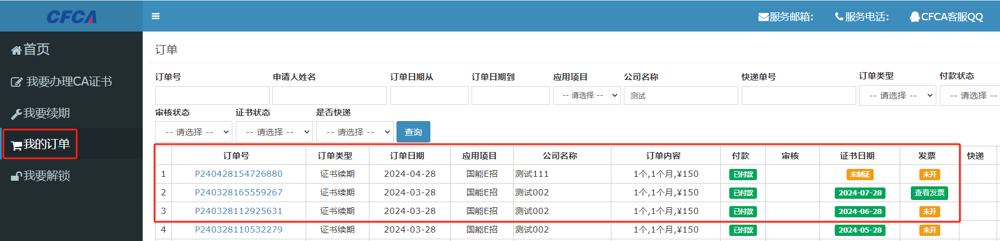 CFCA
服务邮箱:
服务电话:
CFCA客服QQ
首页
我要办理CA证书
我要续期
我的订单
我要解锁
订单
订单号 申请人姓名 订单日期从 订单日期到 应用项目 公司名称 快递单号 订单类型 付款状态
-- 请选择 -- 测试 -- 请选择 -- -- 请选择 --
审核状态 证书状态 是否快递
-- 请选择 -- -- 请选择 -- -- 请选择 -- 查询
订单号 订单类型 订单日期 应用项目 公司名称 订单内容 付款 审核 证书日期 发票 快递
1 P240428154726880 证书续期 2024-04-28 国能E招 测试111 1个,1个月,¥150 已付款 未制证 未开
2 P240328165559267 证书续期 2024-03-28 国能E招 测试002 1个,1个月,¥150 已付款 2024-07-28 查看发票
3 P240328112925631 证书续期 2024-03-28 国能E招 测试002 1个,1个月,¥150 已付款 2024-06-28 未开
4 P240328110532279 证书续期 2024-03-28 国能E招 测试002 1个,1个月,¥150 已付款 2024-05-28 未开